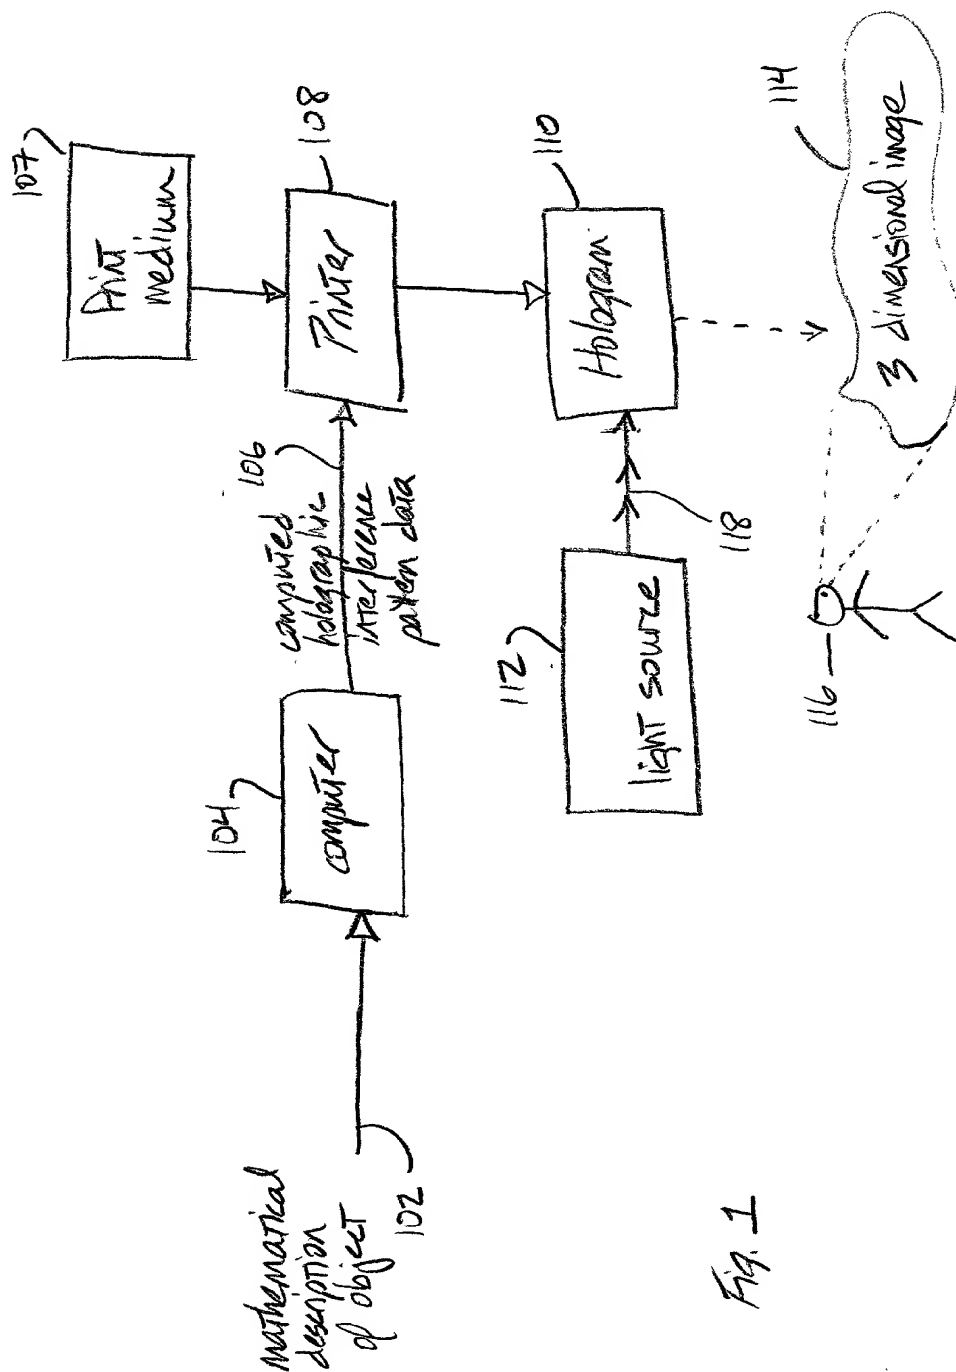 107
Print
medium
108
Printer
110
Hologram
114
3 dimensional image
106
computed
holographic
interference
pattern data
118
104
computer
112
light source
116
mathematical
description
of object
102
Fig. 1